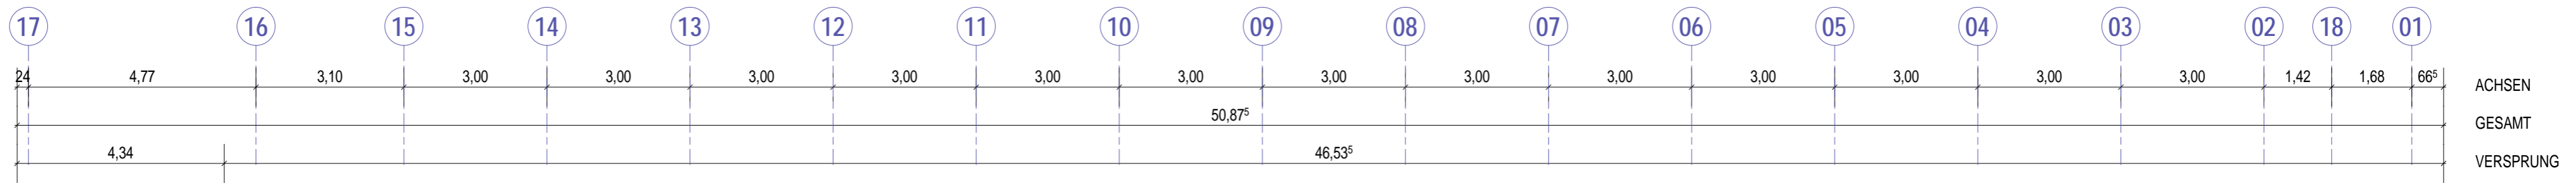 17 16 15 14 13 12 11 10 09 08 07 06 05 04 03 02 18 01
24 4,77 3,10 3,00 3,00 3,00 3,00 3,00 3,00 3,00 3,00 3,00 3,00 3,00 3,00 3,00 1,42 1,68 66⁵ ACHSEN
50,87⁵ GESAMT
4,34 46,53⁵ VERSPRUNG